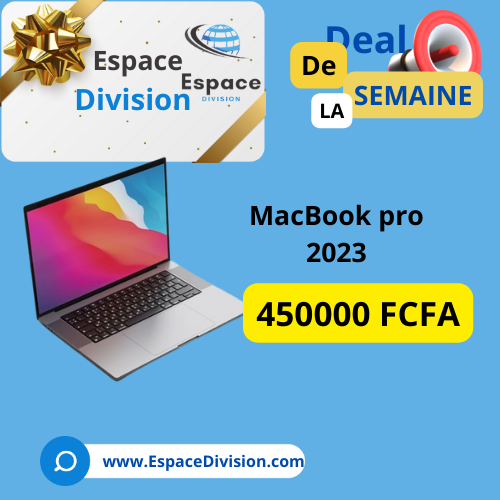 Espace
Division
Espace
DIVISION
Deal
De
LA
SEMAINE
MacBook pro
2023
450000 FCFA
www.EspaceDivision.com